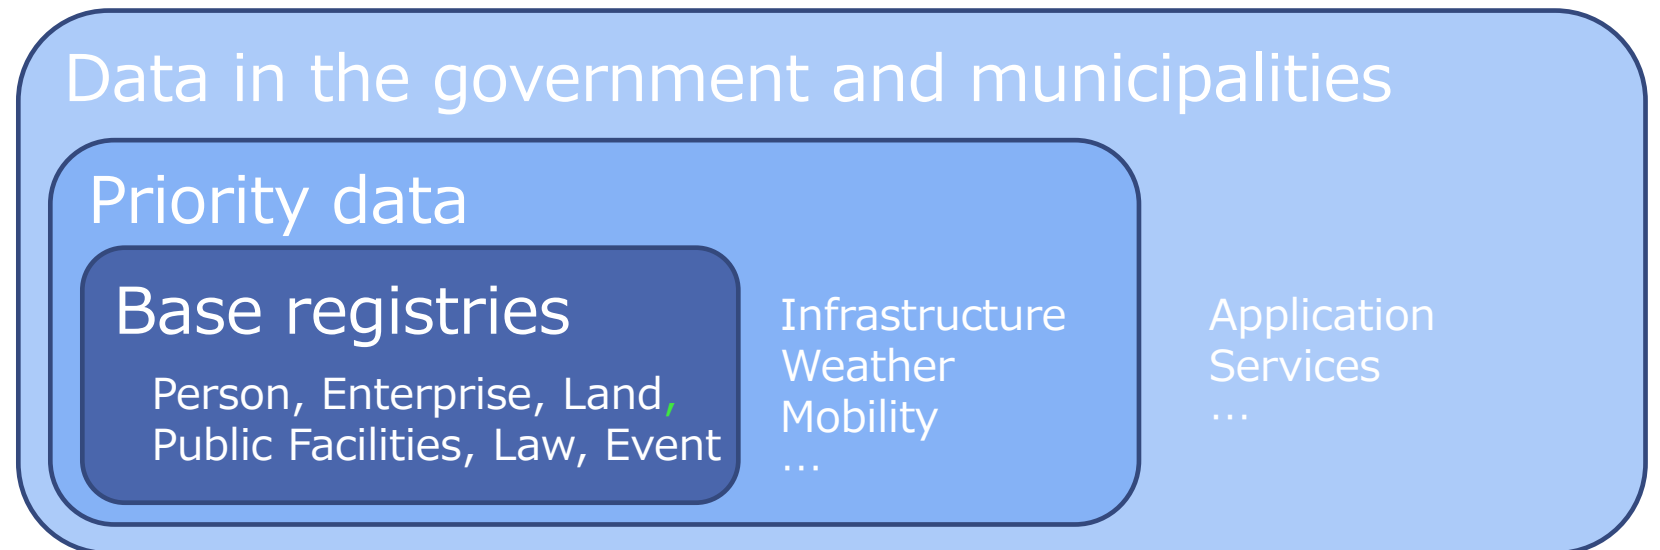 Data in the government and municipalities
Priority data
Base registries
Person, Enterprise, Land,
Public Facilities, Law, Event
Infrastructure
Weather
Mobility
…
Application
Services
…